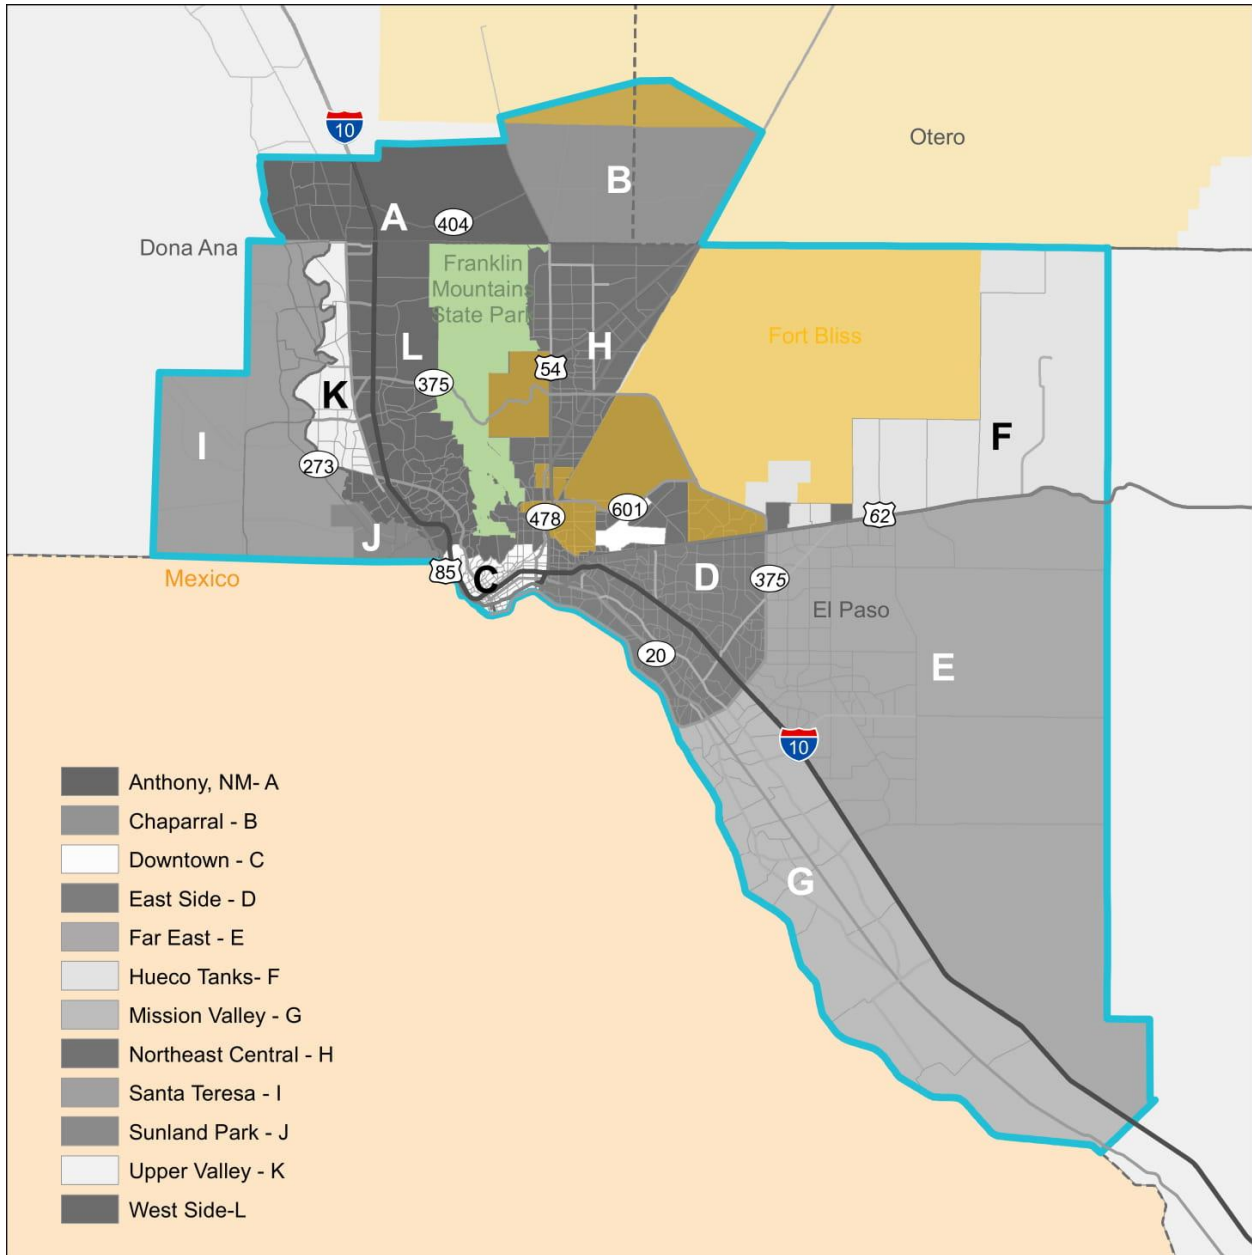 10
Otero
B
A
404
Dona Ana
Franklin
Mountains
State Park
Fort Bliss
L
H
54
375
K
F
I
273
62
601
478
J
85
Mexico
C
D
375
El Paso
20
E
10
G
Anthony, NM- A
Chaparral - B
Downtown - C
East Side - D
Far East - E
Hueco Tanks- F
Mission Valley - G
Northeast Central - H
Santa Teresa - I
Sunland Park - J
Upper Valley - K
West Side-L